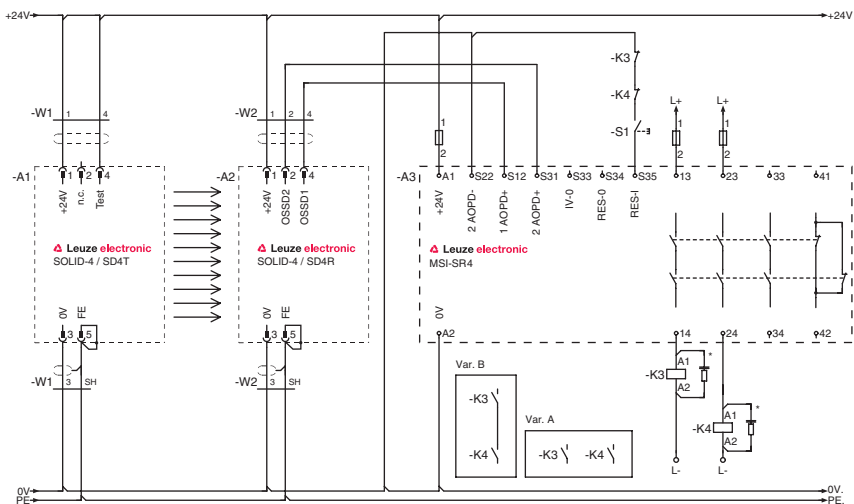 +24V +24V
-K3
-K4
L+ L+
-W1 1 4 -W2 1 2 4
-S1
1 1 1
2 2 2
-A1 1 2 4
-A2 1 2 4
-A3 A1 S22 S12 S31 S33 S34 S35 13 23 33 41
+24V n.c. Test
+24V OSSD2 OSSD1
+24V 2 AOPD- 1 AOPD+ 2 AOPD+ IV-0 RES-0 RES-I
Leuze electronic
SOLID-4 / SD4T
Leuze electronic
SOLID-4 / SD4R
Leuze electronic
MSI-SR4
0V FE
0V FE
0V
3 5
3 5
A2 14 24 34 42
-W1 3 SH
-W2 3 SH
Var. B
-K3
-K4
Var. A
-K3 -K4
-K3 A1 A2 *
-K4 A1 A2 *
L- L-
0V 0V.
PE PE.